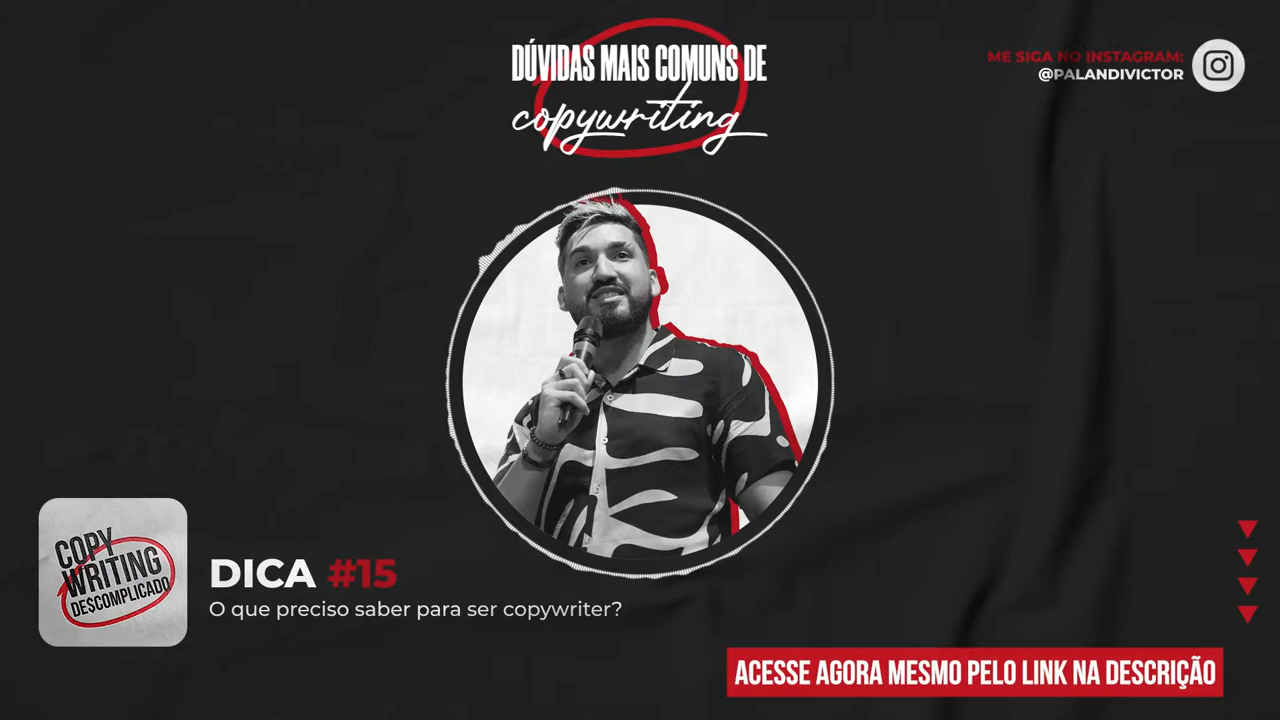 DÚVIDAS MAIS COMUNS DE
copywriting
ME SIGA NO INSTAGRAM:
@PALANDIVICTOR
COPY
WRITING
DESCOMPLICADO
DICA #15
O que preciso saber para ser copywriter?
ACESSE AGORA MESMO PELO LINK NA DESCRIÇÃO